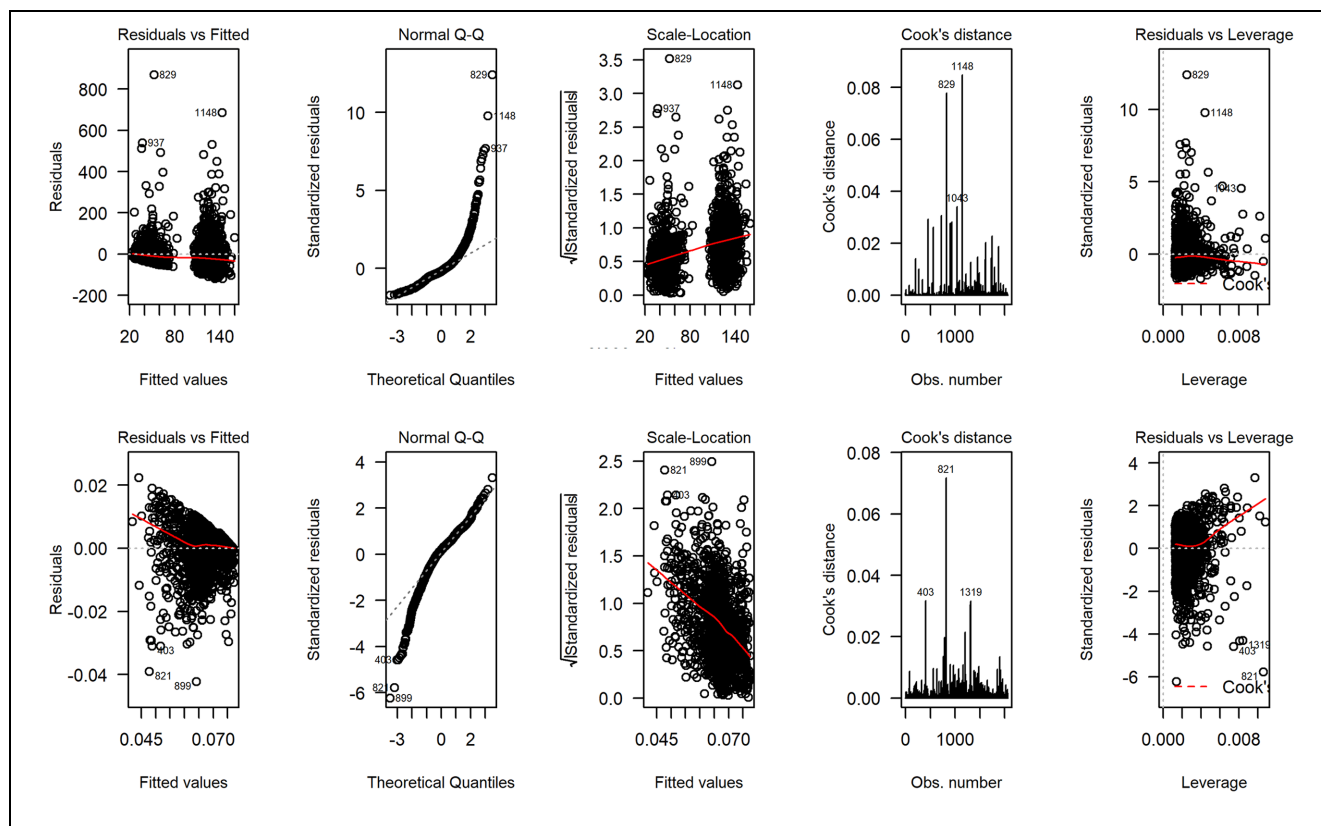 Residuals vs Fitted
Residuals
800
600
400
200
0
-200
829
1148
937
20 80 140
Fitted values
Normal Q-Q
Standardized residuals
10
5
0
829
1148
937
-3 0 2
Theoretical Quantiles
Scale-Location
√|Standardized residuals|
3.5
3.0
2.5
2.0
1.5
1.0
0.5
0.0
829
1148
937
20 80 140
Fitted values
Cook's distance
Cook's distance
0.08
0.06
0.04
0.02
0.00
1148
829
1043
0 1000
Obs. number
Residuals vs Leverage
Standardized residuals
10
5
0
829
1148
1043
Cook's
0.000 0.008
Leverage
Residuals vs Fitted
Residuals
0.02
0.00
-0.02
-0.04
403
821
899
0.045 0.070
Fitted values
Normal Q-Q
Standardized residuals
4
2
0
-2
-4
-6
403
821
899
-3 0 2
Theoretical Quantiles
Scale-Location
√|Standardized residuals|
2.5
2.0
1.5
1.0
0.5
0.0
899
821
403
0.045 0.070
Fitted values
Cook's distance
Cook's distance
0.08
0.06
0.04
0.02
0.00
821
403
1319
0 1000
Obs. number
Residuals vs Leverage
Standardized residuals
4
2
0
-2
-4
-6
1319
403
821
Cook's
0.000 0.008
Leverage